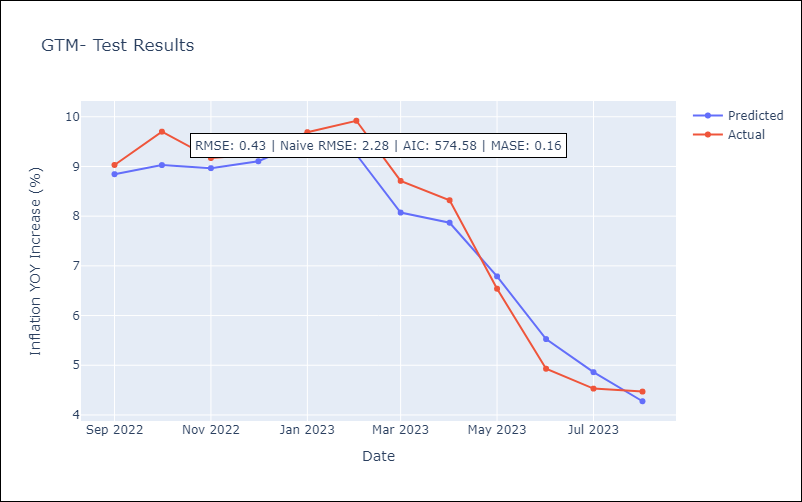 GTM- Test Results
Predicted
Actual
RMSE: 0.43 | Naive RMSE: 2.28 | AIC: 574.58 | MASE: 0.16
Inflation YOY Increase (%)
10
9
8
7
6
5
4
Sep 2022 Nov 2022 Jan 2023 Mar 2023 May 2023 Jul 2023
Date